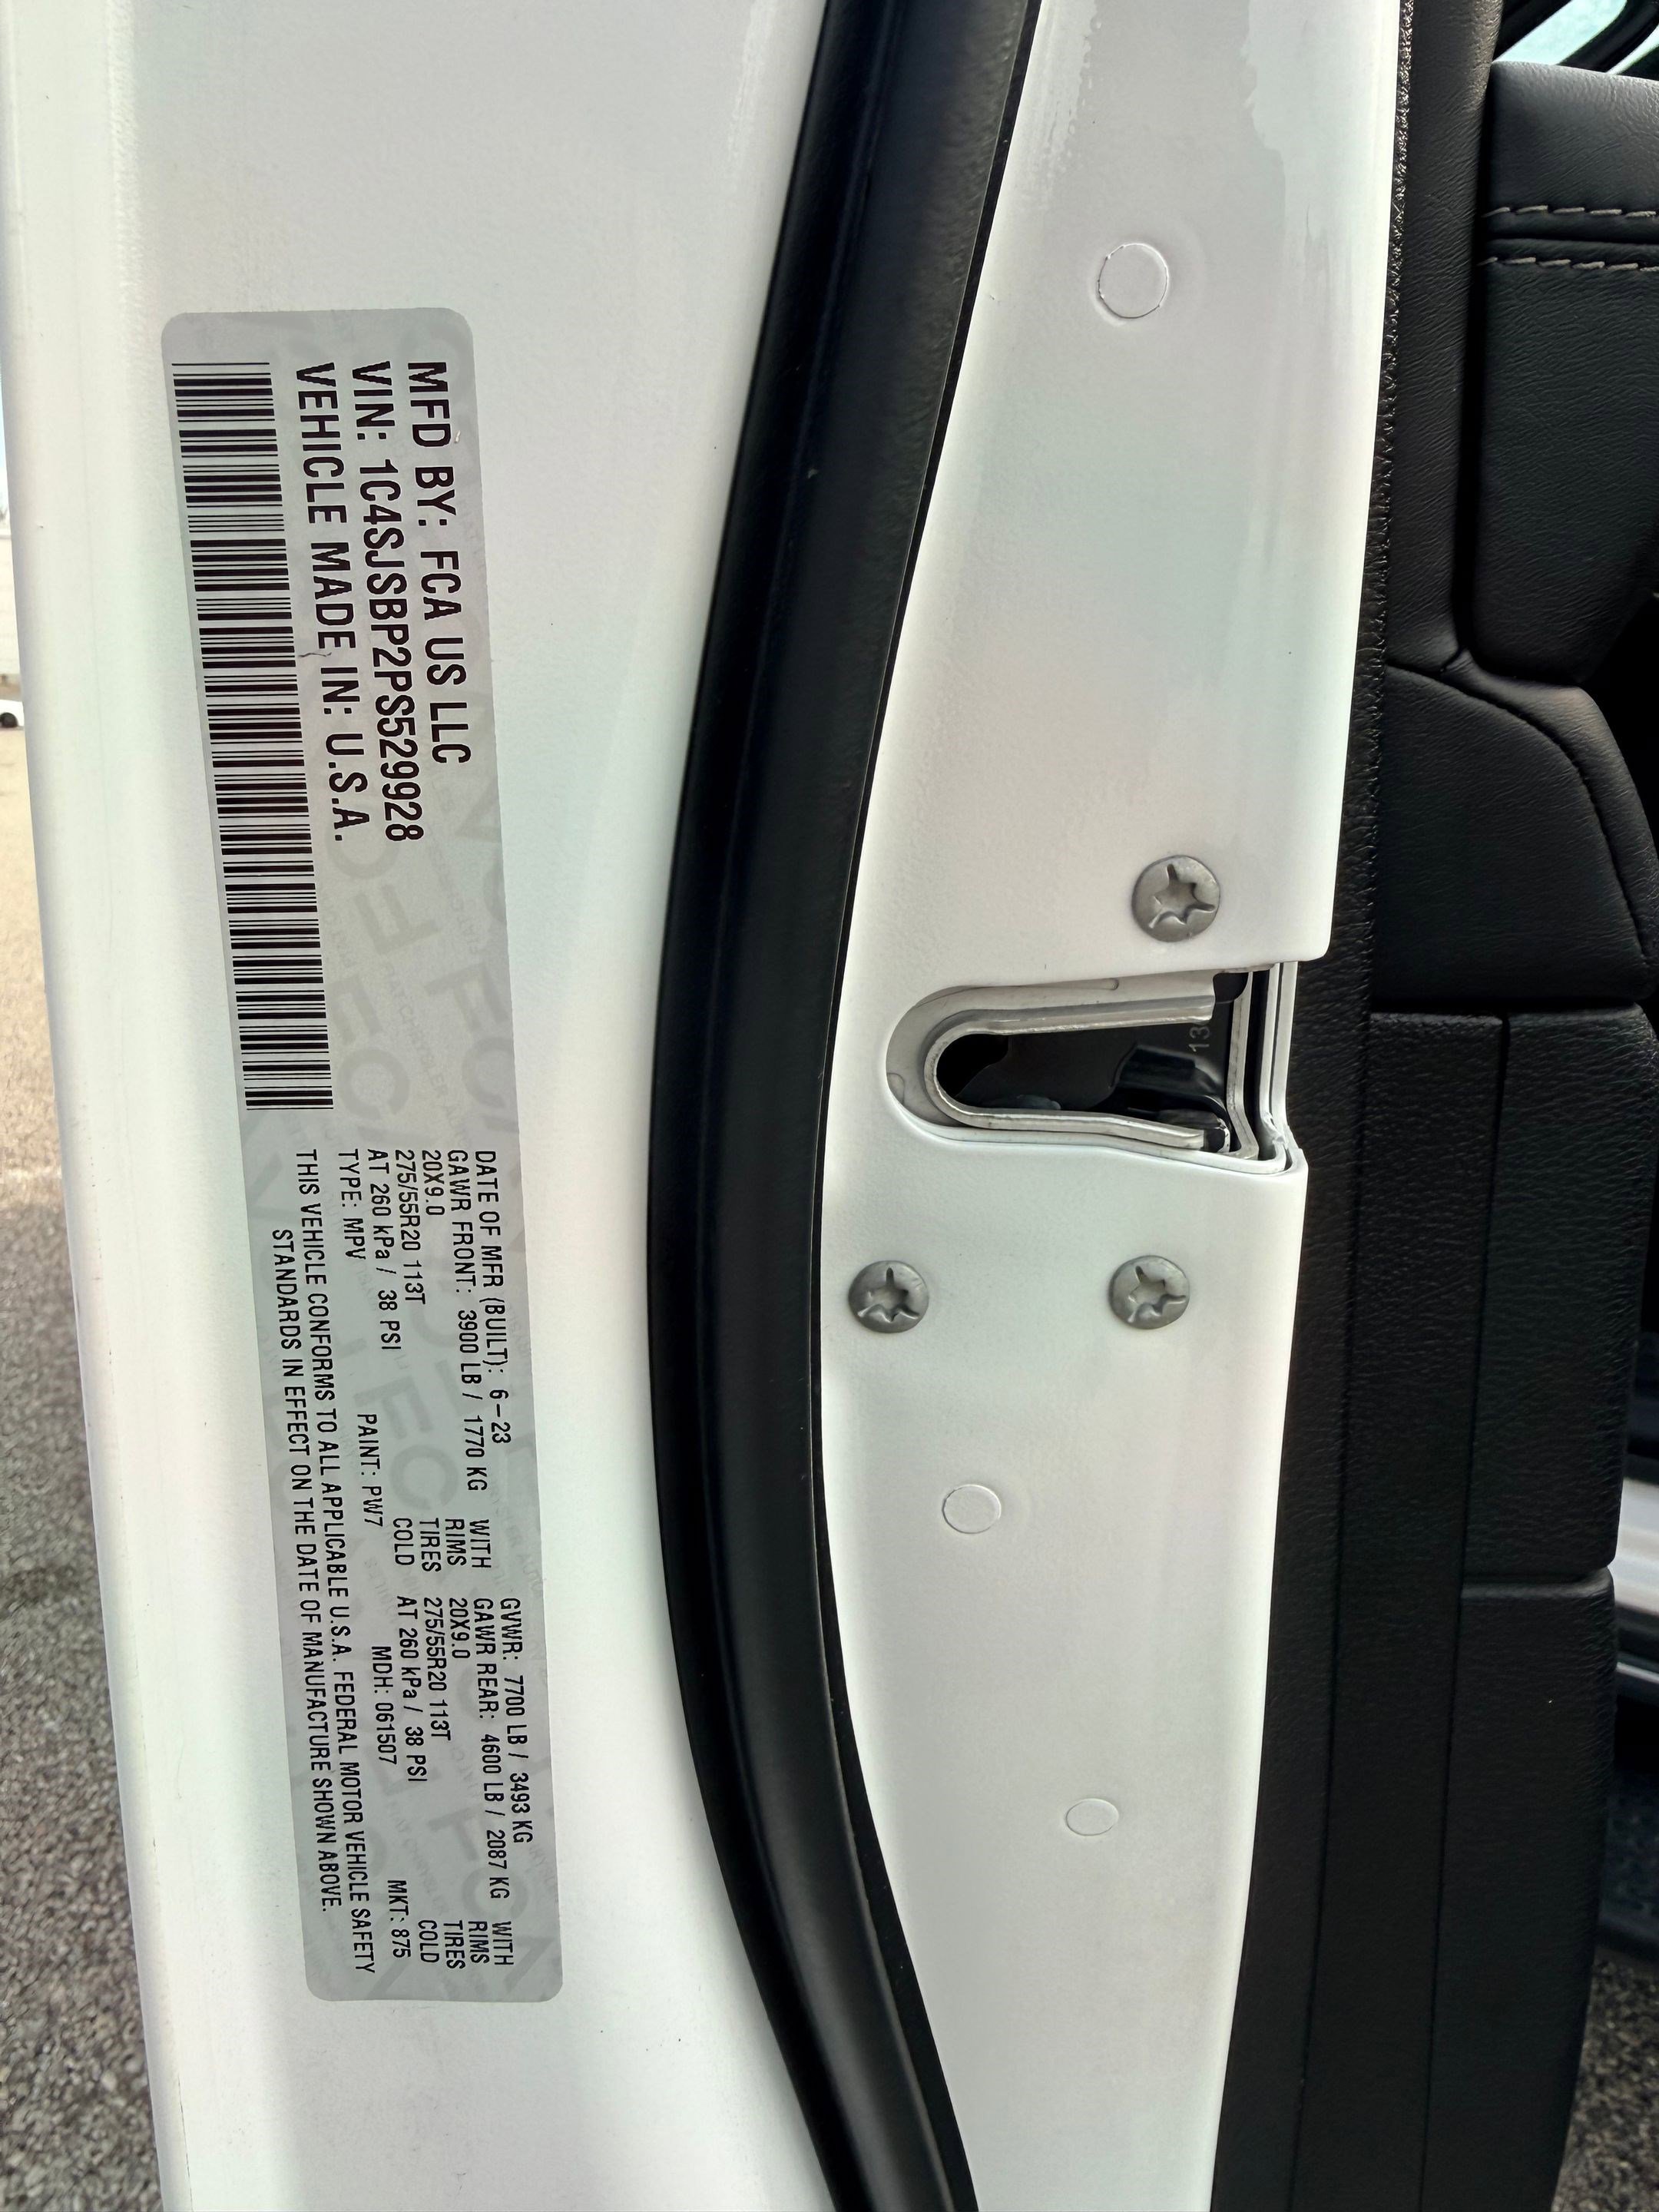 MFD BY: FCA US LLC
VIN: 1C4SJSBP2PS529928
VEHICLE MADE IN: U.S.A.
DATE OF MFR (BUILT): 6-23 GVWR: 7700 LB / 3493 KG
GAWR FRONT: 3900 LB / 1770 KG WITH GAWR REAR: 4600 LB / 2087 KG WITH
20X9.0 RIMS 20X9.0 RIMS
275/55R20 113T TIRES 275/55R20 113T TIRES
AT 260 kPa / 38 PSI COLD AT 260 kPa / 38 PSI COLD
TYPE: MPV PAINT: PW7 MDH: 061507 MKT: 875
THIS VEHICLE CONFORMS TO ALL APPLICABLE U.S.A. FEDERAL MOTOR VEHICLE SAFETY
STANDARDS IN EFFECT ON THE DATE OF MANUFACTURE SHOWN ABOVE.